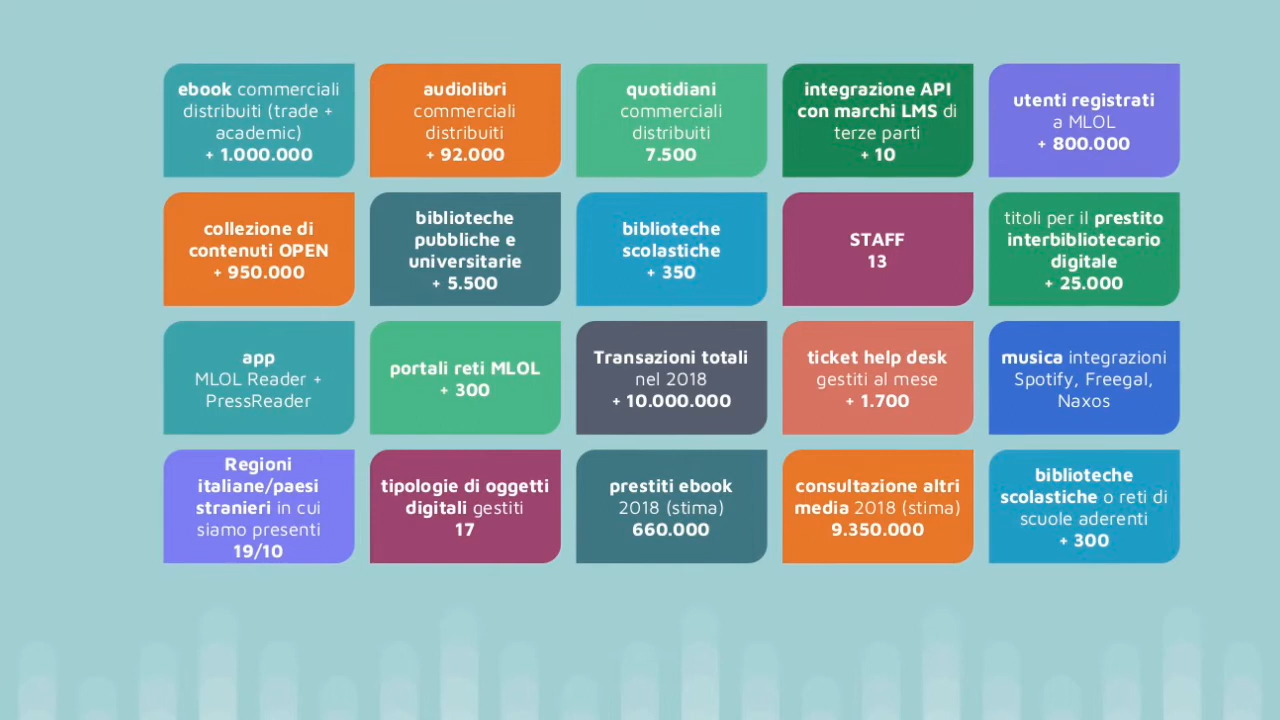 ebook commerciali
distribuiti (trade +
academic)
+ 1.000.000
audiolibri
commerciali
distribuiti
+ 92.000
quotidiani
commerciali
distribuiti
7.500
integrazione API
con marchi LMS di
terze parti
+ 10
utenti registrati
a MLOL
+ 800.000
collezione di
contenuti OPEN
+ 950.000
biblioteche
pubbliche e
universitarie
+ 5.500
biblioteche
scolastiche
+ 350
STAFF
13
titoli per il prestito
interbibliotecario
digitale
+ 25.000
app
MLOL Reader +
PressReader
portali reti MLOL
+ 300
Transazioni totali
nel 2018
+ 10.000.000
ticket help desk
gestiti al mese
+ 1.700
musica integrazioni
Spotify, Freegal,
Naxos
Regioni
italiane/paesi
stranieri in cui
siamo presenti
19/10
tipologie di oggetti
digitali gestiti
17
prestiti ebook
2018 (stima)
660.000
consultazione altri
media 2018 (stima)
9.350.000
biblioteche
scolastiche o reti di
scuole aderenti
+ 300